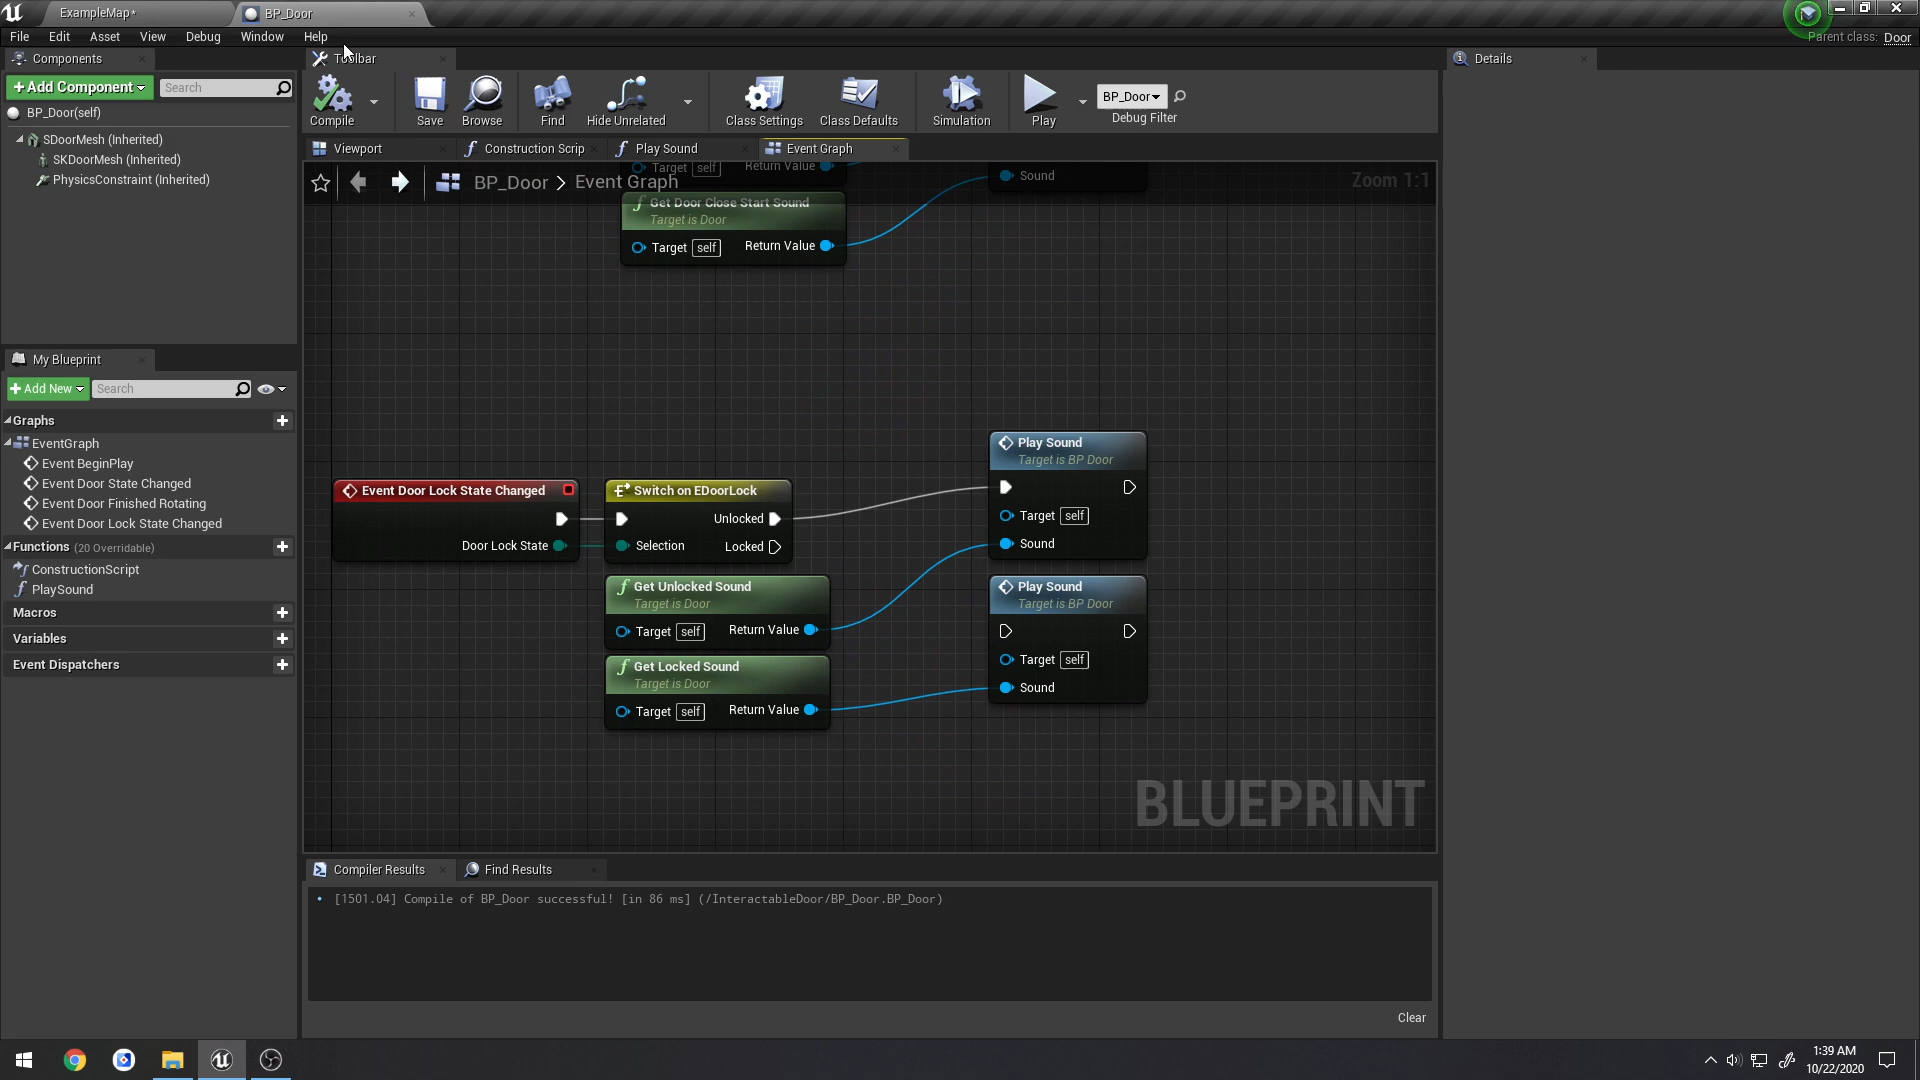 ExampleMap*
BP_Door
File Edit Asset View Debug Window Help
Parent class: Door
Components
Toolbar
Details
Add Component
Search
BP_Door(self)
SDoorMesh (Inherited)
SKDoorMesh (Inherited)
PhysicsConstraint (Inherited)
Compile
Save
Browse
Find
Hide Unrelated
Class Settings
Class Defaults
Simulation
Play
BP_Door
Debug Filter
Viewport
Construction Scrip
Play Sound
Event Graph
BP_Door > Event Graph
Zoom 1:1
Target self Return Value
Sound
Get Door Close Start Sound
Target is Door
Target self Return Value
My Blueprint
Add New
Search
Graphs
EventGraph
Event BeginPlay
Event Door State Changed
Event Door Finished Rotating
Event Door Lock State Changed
Functions (20 Overridable)
ConstructionScript
PlaySound
Macros
Variables
Event Dispatchers
Event Door Lock State Changed
Door Lock State
Switch on EDoorLock
Unlocked
Selection Locked
Get Unlocked Sound
Target is Door
Target self Return Value
Get Locked Sound
Target is Door
Target self Return Value
Play Sound
Target is BP Door
Target self
Sound
Play Sound
Target is BP Door
Target self
Sound
BLUEPRINT
Compiler Results
Find Results
[1501.04] Compile of BP_Door successful! [in 86 ms] (/InteractableDoor/BP_Door.BP_Door)
Clear
1:39 AM
10/22/2020